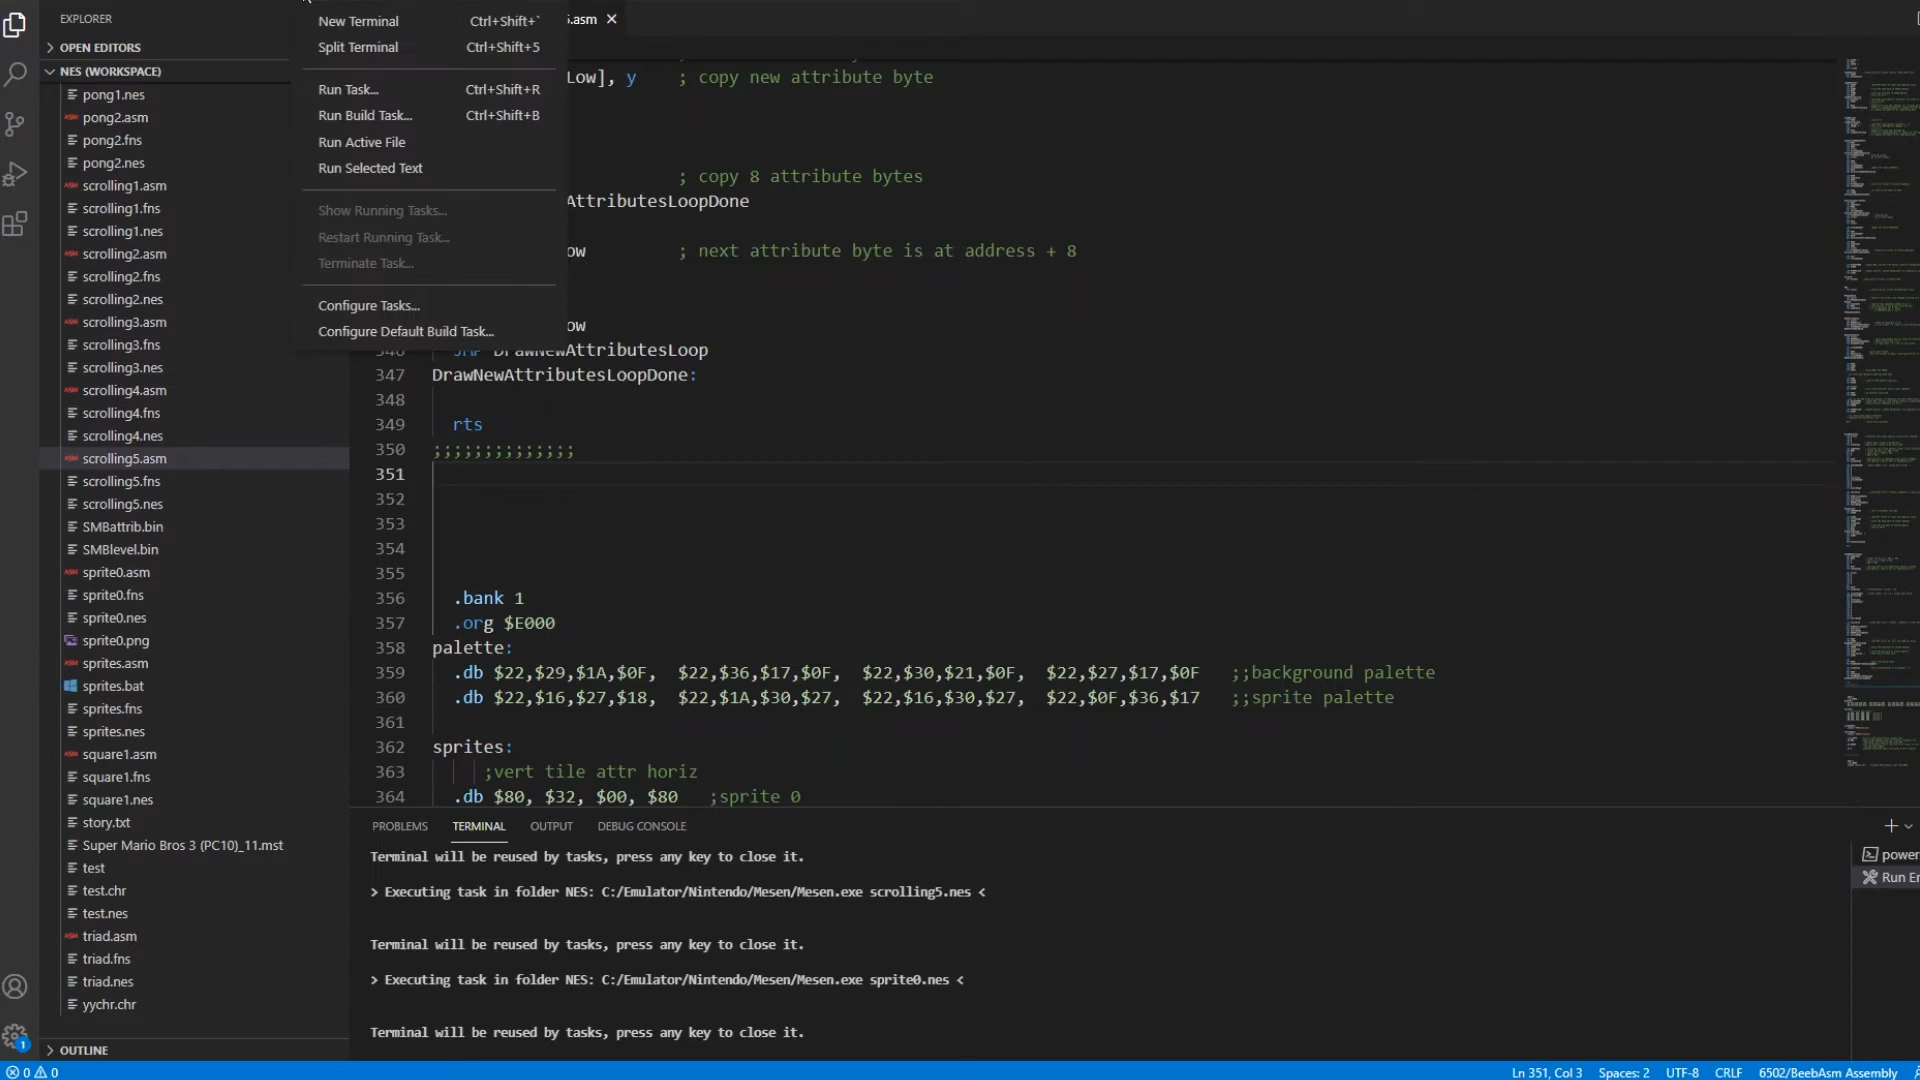 EXPLORER
OPEN EDITORS
NES (WORKSPACE)
pong1.nes
pong2.asm
pong2.fns
pong2.nes
scrolling1.asm
scrolling1.fns
scrolling1.nes
scrolling2.asm
scrolling2.fns
scrolling2.nes
scrolling3.asm
scrolling3.fns
scrolling3.nes
scrolling4.asm
scrolling4.fns
scrolling4.nes
scrolling5.asm
scrolling5.fns
scrolling5.nes
SMBattrib.bin
SMBlevel.bin
sprite0.asm
sprite0.fns
sprite0.nes
sprite0.png
sprites.asm
sprites.bat
sprites.fns
sprites.nes
square1.asm
square1.fns
square1.nes
story.txt
Super Mario Bros 3 (PC10)_11.mst
test
test.chr
test.nes
triad.asm
triad.fns
triad.nes
yychr.chr
OUTLINE
New Terminal Ctrl+Shift+`
Split Terminal Ctrl+Shift+5
Run Task... Ctrl+Shift+R
Run Build Task... Ctrl+Shift+B
Run Active File
Run Selected Text
Show Running Tasks...
Restart Running Task...
Terminate Task...
Configure Tasks...
Configure Default Build Task...
5.asm
Low], y ; copy new attribute byte
; copy 8 attribute bytes
AttributesLoopDone
ow ; next attribute byte is at address + 8
ow
346 JMP DrawNewAttributesLoop
347 DrawNewAttributesLoopDone:
348
349 rts
350 ;;;;;;;;;;;;;;
351
352
353
354
355
356 .bank 1
357 .org $E000
358 palette:
359 .db $22,$29,$1A,$0F, $22,$36,$17,$0F, $22,$30,$21,$0F, $22,$27,$17,$0F ;;background palette
360 .db $22,$16,$27,$18, $22,$1A,$30,$27, $22,$16,$30,$27, $22,$0F,$36,$17 ;;sprite palette
361
362 sprites:
363 ;vert tile attr horiz
364 .db $80, $32, $00, $80 ;sprite 0
PROBLEMS TERMINAL OUTPUT DEBUG CONSOLE
Terminal will be reused by tasks, press any key to close it.
> Executing task in folder NES: C:/Emulator/Nintendo/Mesen/Mesen.exe scrolling5.nes <
Terminal will be reused by tasks, press any key to close it.
> Executing task in folder NES: C:/Emulator/Nintendo/Mesen/Mesen.exe sprite0.nes <
Terminal will be reused by tasks, press any key to close it.
power
Run E
1
0 0
Ln 351, Col 3 Spaces: 2 UTF-8 CRLF 6502/BeebAsm Assembly